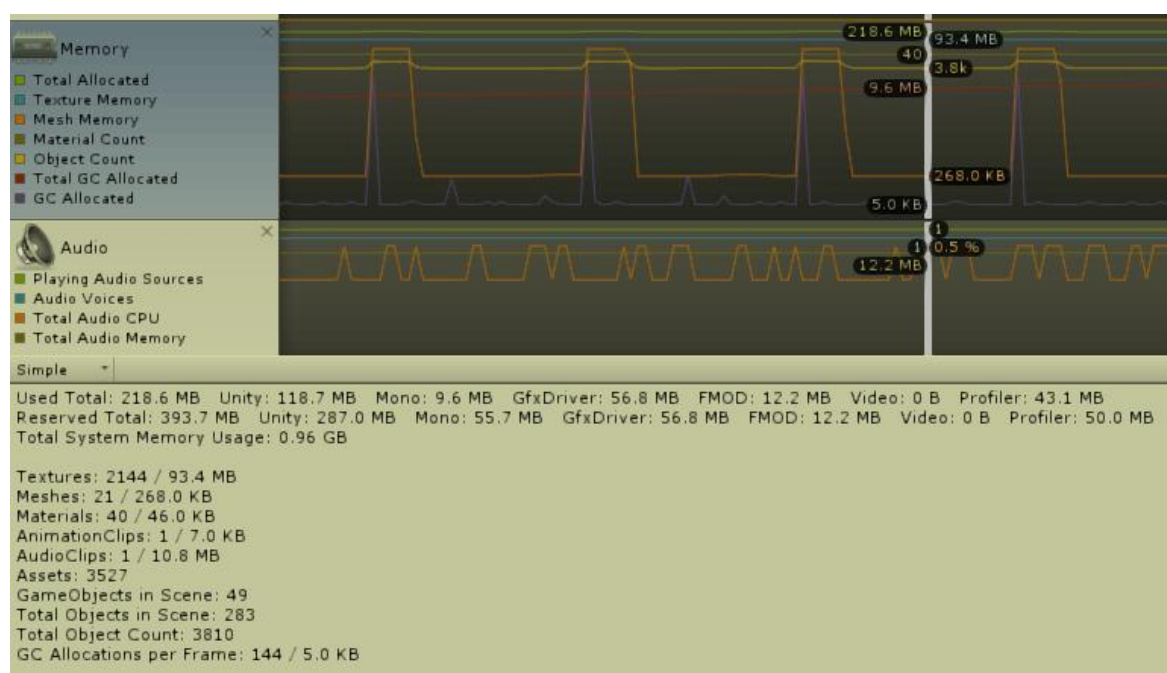 Memory
Total Allocated
Texture Memory
Mesh Memory
Material Count
Object Count
Total GC Allocated
GC Allocated
218.6 MB
93.4 MB
40
3.8k
9.6 MB
268.0 KB
5.0 KB
Audio
Playing Audio Sources
Audio Voices
Total Audio CPU
Total Audio Memory
1
1
0.5 %
12.2 MB
Simple
Used Total: 218.6 MB Unity: 118.7 MB Mono: 9.6 MB GfxDriver: 56.8 MB FMOD: 12.2 MB Video: 0 B Profiler: 43.1 MB
Reserved Total: 393.7 MB Unity: 287.0 MB Mono: 55.7 MB GfxDriver: 56.8 MB FMOD: 12.2 MB Video: 0 B Profiler: 50.0 MB
Total System Memory Usage: 0.96 GB
Textures: 2144 / 93.4 MB
Meshes: 21 / 268.0 KB
Materials: 40 / 46.0 KB
AnimationClips: 1 / 7.0 KB
AudioClips: 1 / 10.8 MB
Assets: 3527
GameObjects in Scene: 49
Total Objects in Scene: 283
Total Object Count: 3810
GC Allocations per Frame: 144 / 5.0 KB